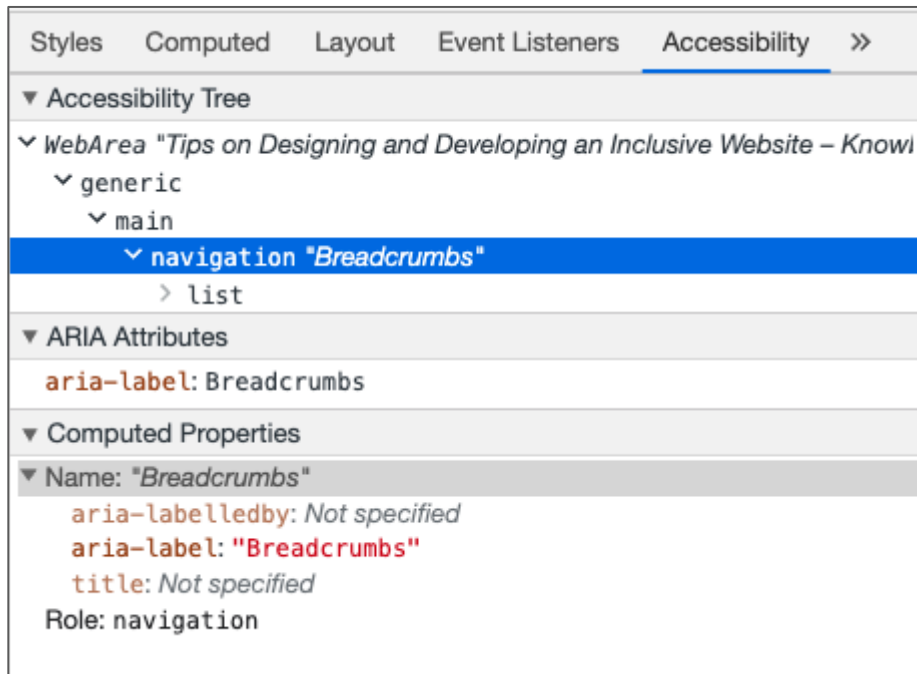 Styles Computed Layout Event Listeners Accessibility »
▼ Accessibility Tree
WebArea "Tips on Designing and Developing an Inclusive Website – Knowl
generic
main
navigation "Breadcrumbs"
list
▼ ARIA Attributes
aria-label: Breadcrumbs
▼ Computed Properties
▼ Name: "Breadcrumbs"
aria-labelledby: Not specified
aria-label: "Breadcrumbs"
title: Not specified
Role: navigation